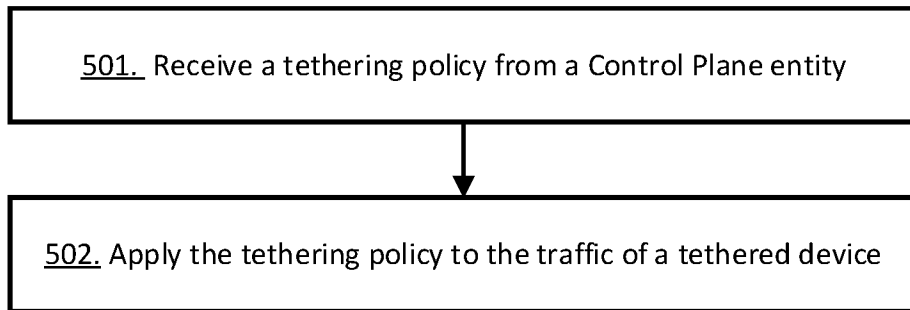 501. Receive a tethering policy from a Control Plane entity
502. Apply the tethering policy to the traffic of a tethered device